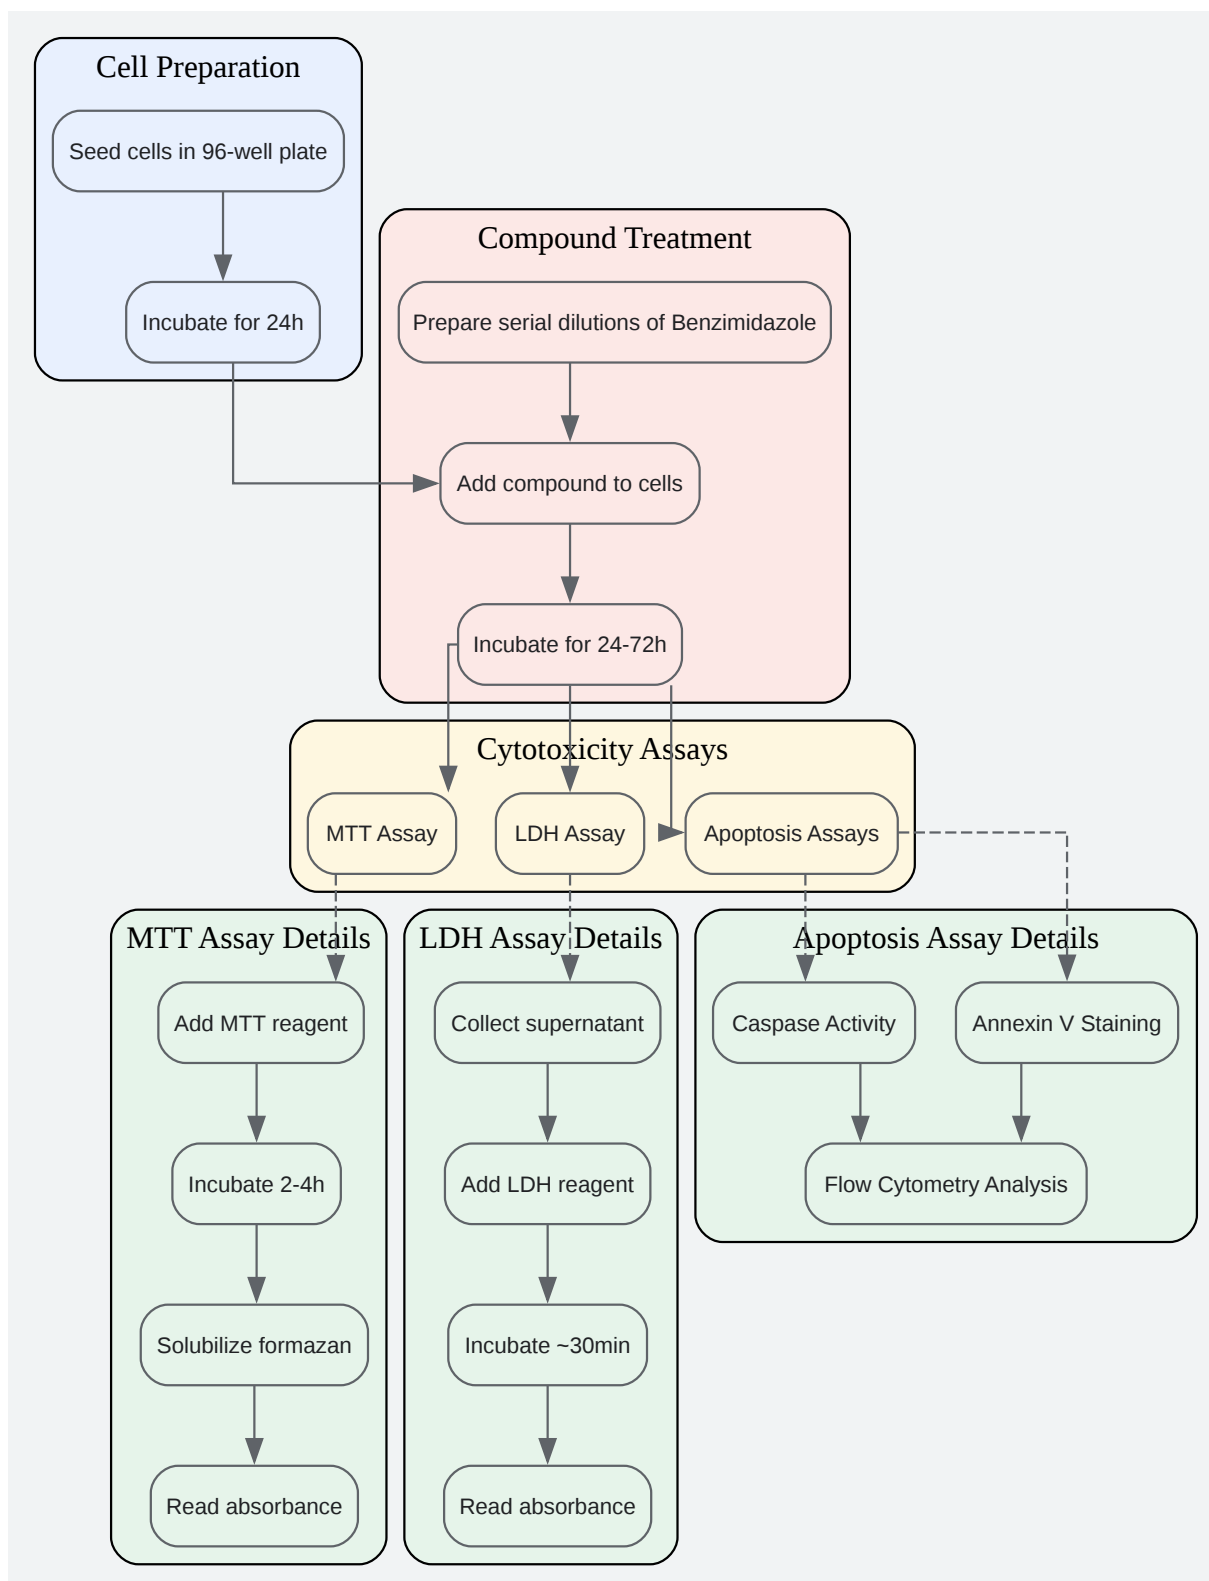 Cell Preparation
Seed cells in 96-well plate
Incubate for 24h
Compound Treatment
Prepare serial dilutions of Benzimidazole
Add compound to cells
Incubate for 24-72h
Cytotoxicity Assays
MTT Assay
LDH Assay
Apoptosis Assays
MTT Assay Details
Add MTT reagent
Incubate 2-4h
Solubilize formazan
Read absorbance
LDH Assay Details
Collect supernatant
Add LDH reagent
Incubate ~30min
Read absorbance
Apoptosis Assay Details
Caspase Activity
Annexin V Staining
Flow Cytometry Analysis